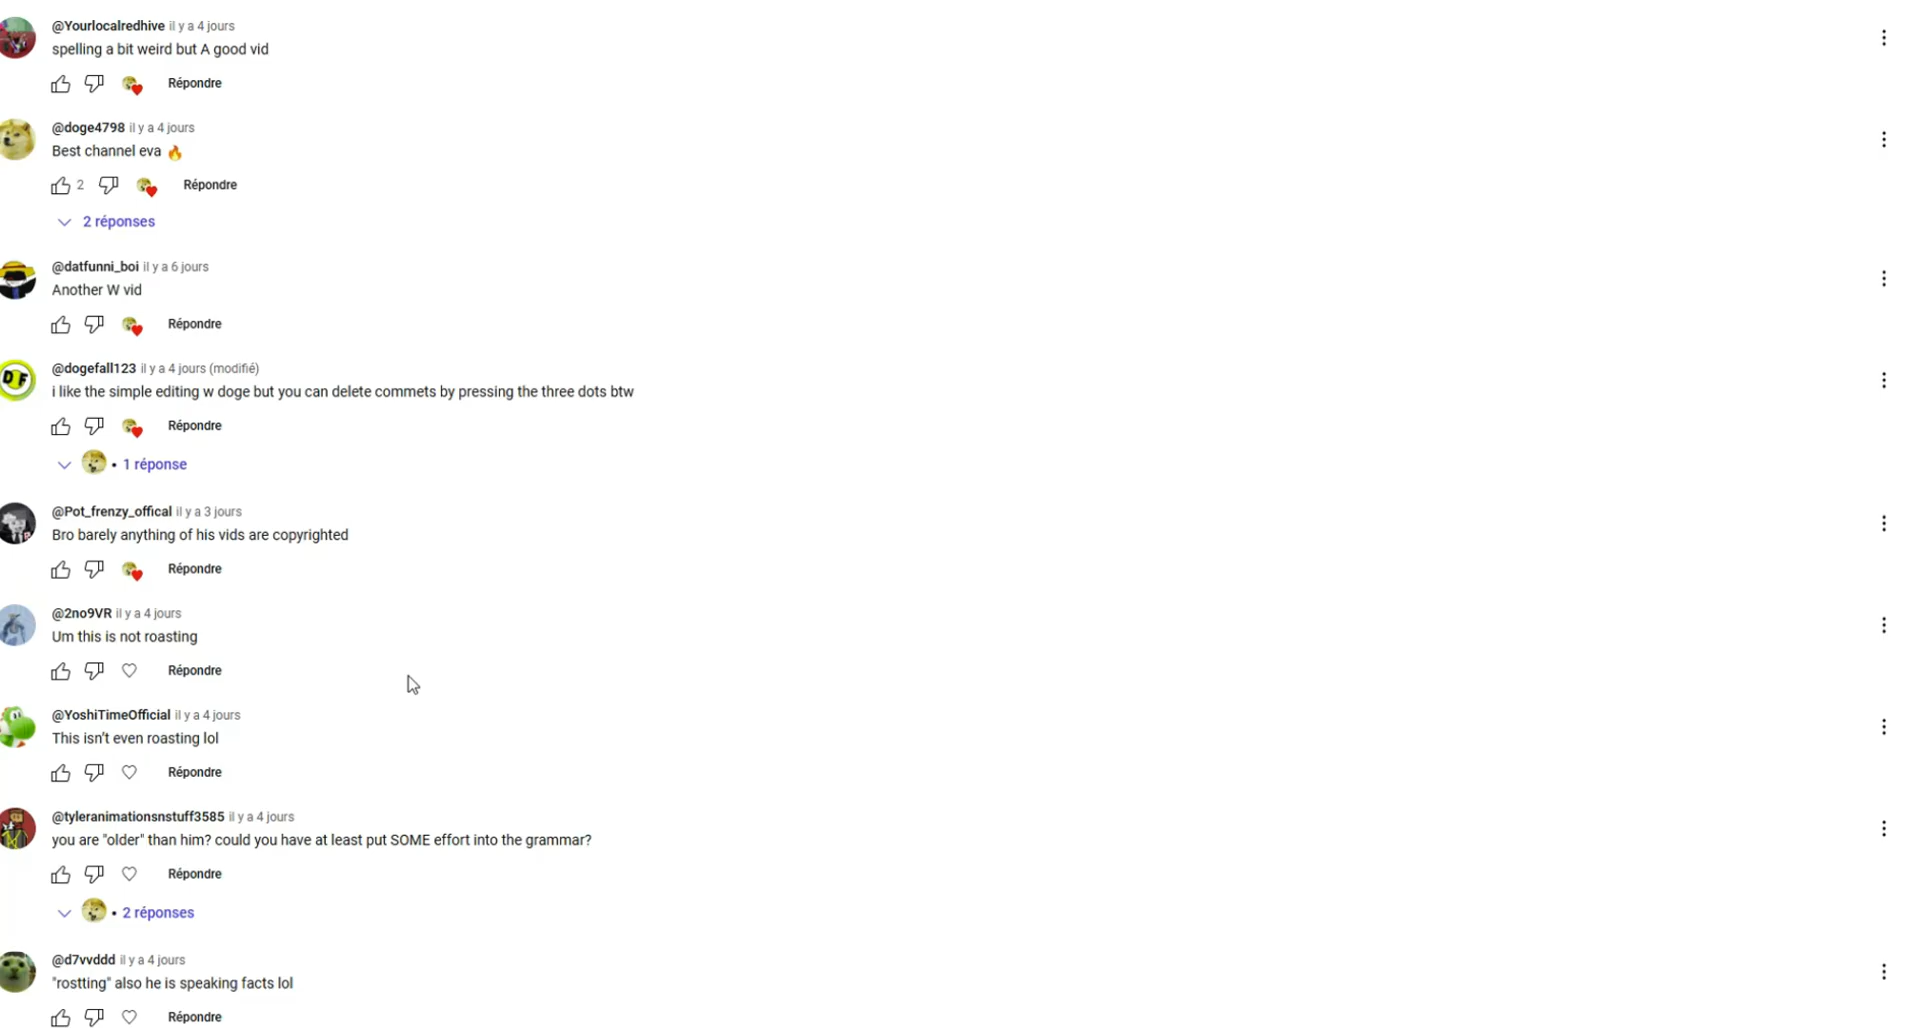 @Yourlocalredhive il y a 4 jours
spelling a bit weird but A good vid
Répondre
@doge4798 il y a 4 jours
Best channel eva 🔥
2 Répondre
2 réponses
@datfunni_boi il y a 6 jours
Another W vid
Répondre
@dogefall123 il y a 4 jours (modifié)
i like the simple editing w doge but you can delete commets by pressing the three dots btw
Répondre
• 1 réponse
@Pot_frenzy_offical il y a 3 jours
Bro barely anything of his vids are copyrighted
Répondre
@2no9VR il y a 4 jours
Um this is not roasting
Répondre
@YoshiTimeOfficial il y a 4 jours
This isn't even roasting lol
Répondre
@tyleranimationsnstuff3585 il y a 4 jours
you are "older" than him? could you have at least put SOME effort into the grammar?
Répondre
• 2 réponses
@d7vvddd il y a 4 jours
"rostting" also he is speaking facts lol
Répondre